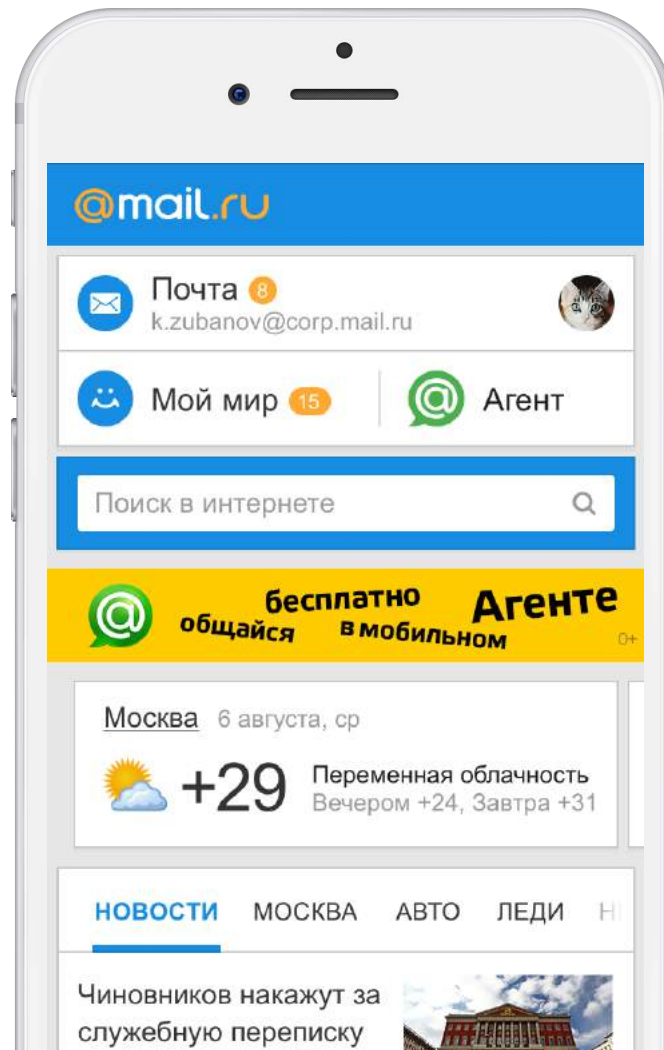 @mail.ru
Почта 8
k.zubanov@corp.mail.ru
Мой мир 15
Агент
Поиск в интернете
общайся бесплатно в мобильном Агенте
0+
Москва 6 августа, ср
+29
Переменная облачность
Вечером +24, Завтра +31
НОВОСТИ МОСКВА АВТО ЛЕДИ
Чиновников накажут за
служебную переписку